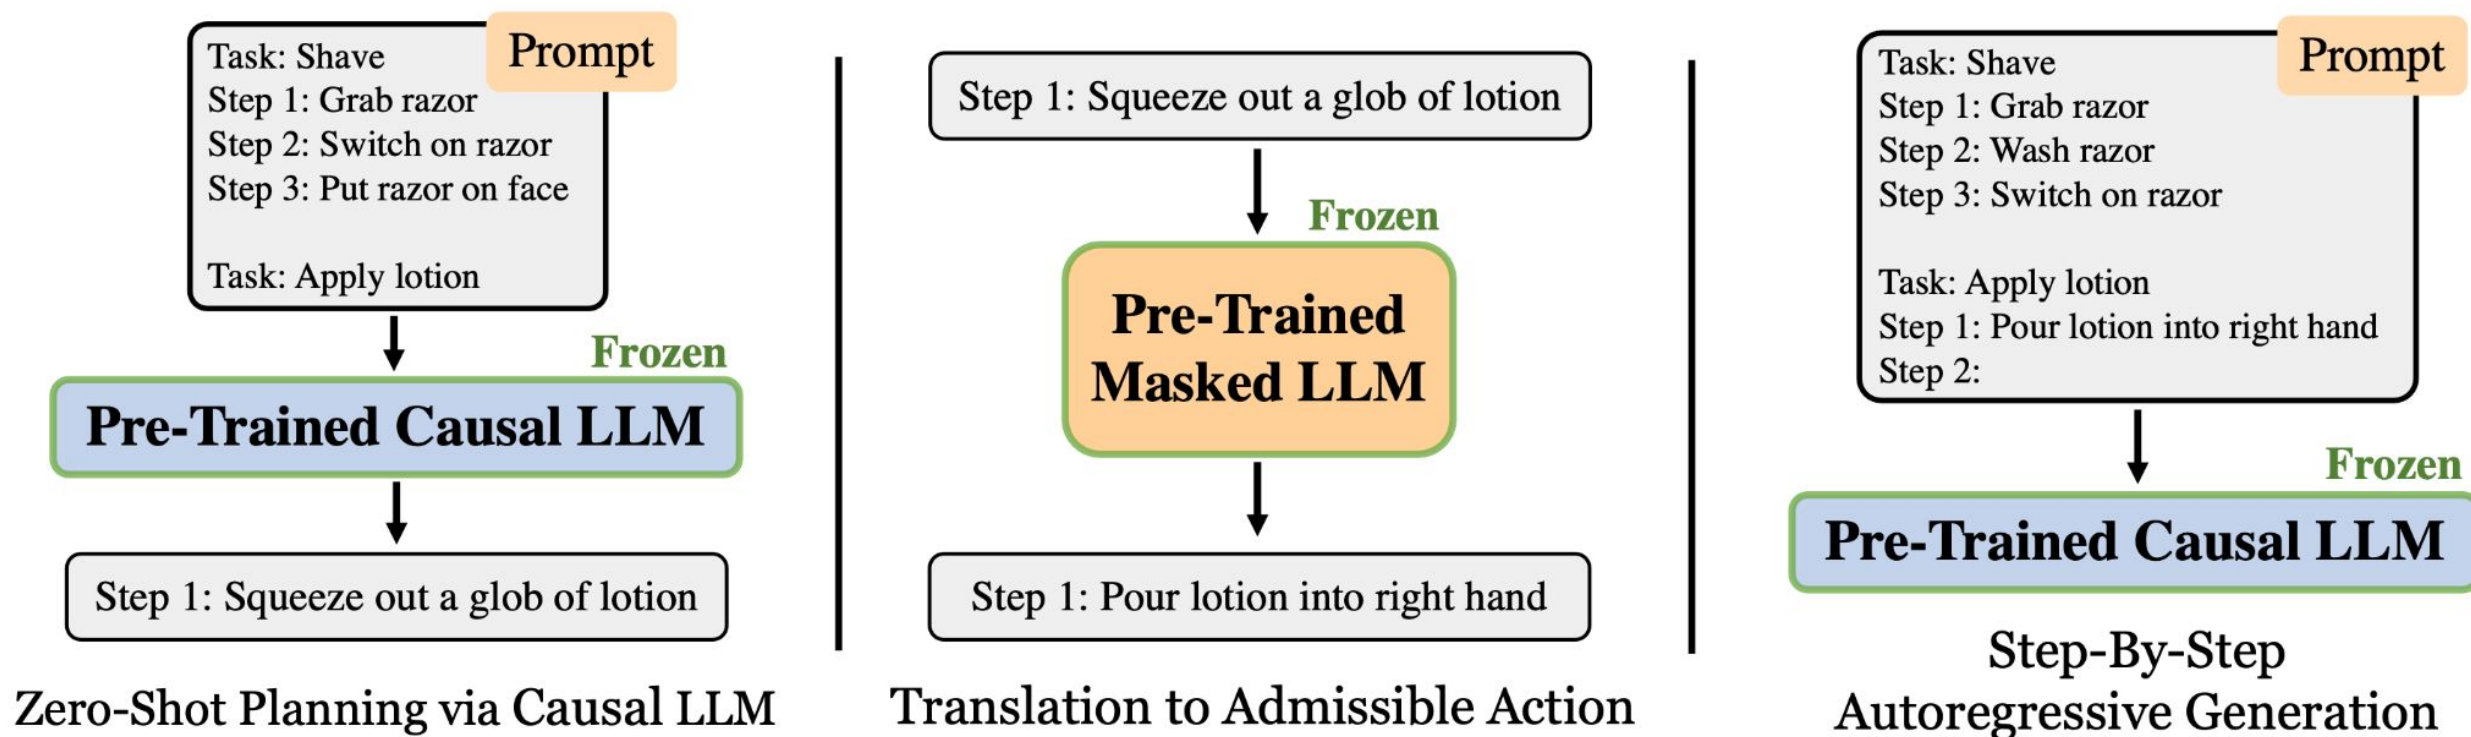 Prompt
Task: Shave
Step 1: Grab razor
Step 2: Switch on razor
Step 3: Put razor on face
Task: Apply lotion
Frozen
Pre-Trained Causal LLM
Step 1: Squeeze out a glob of lotion
Zero-Shot Planning via Causal LLM
Step 1: Squeeze out a glob of lotion
Frozen
Pre-Trained
Masked LLM
Step 1: Pour lotion into right hand
Translation to Admissible Action
Prompt
Task: Shave
Step 1: Grab razor
Step 2: Wash razor
Step 3: Switch on razor
Task: Apply lotion
Step 1: Pour lotion into right hand
Step 2:
Frozen
Pre-Trained Causal LLM
Step-By-Step
Autoregressive Generation